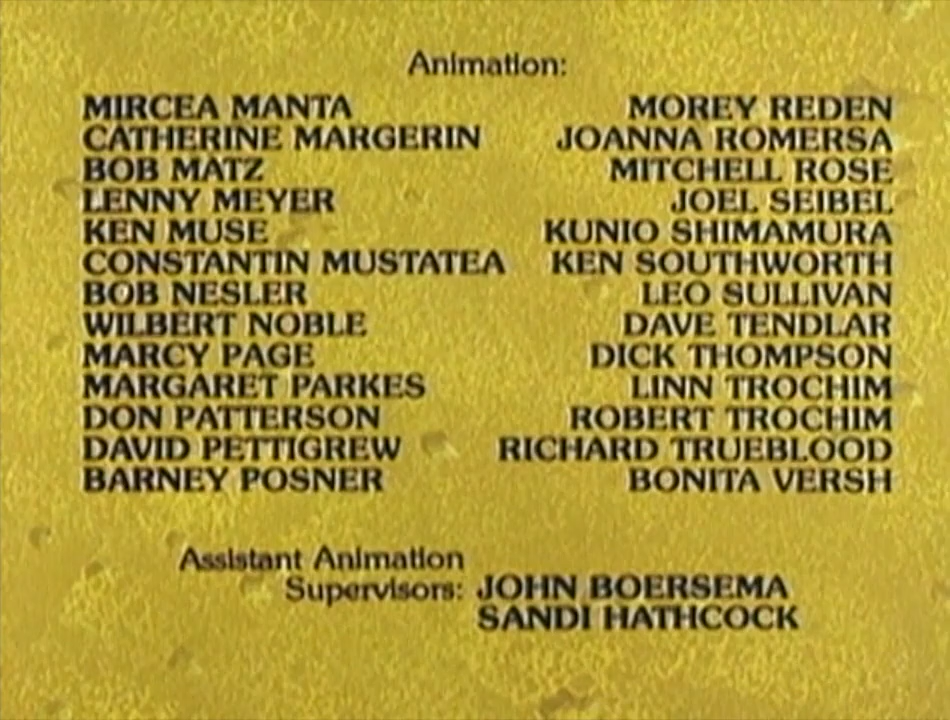 Animation:
MIRCEA MANTA MOREY REDEN
CATHERINE MARGERIN JOANNA ROMERSA
BOB MATZ MITCHELL ROSE
LENNY MEYER JOEL SEIBEL
KEN MUSE KUNIO SHIMAMURA
CONSTANTIN MUSTATEA KEN SOUTHWORTH
BOB NESLER LEO SULLIVAN
WILBERT NOBLE DAVE TENDLAR
MARCY PAGE DICK THOMPSON
MARGARET PARKES LINN TROCHIM
DON PATTERSON ROBERT TROCHIM
DAVID PETTIGREW RICHARD TRUEBLOOD
BARNEY POSNER BONITA VERSH
Assistant Animation
Supervisors: JOHN BOERSEMA
SANDI HATHCOCK